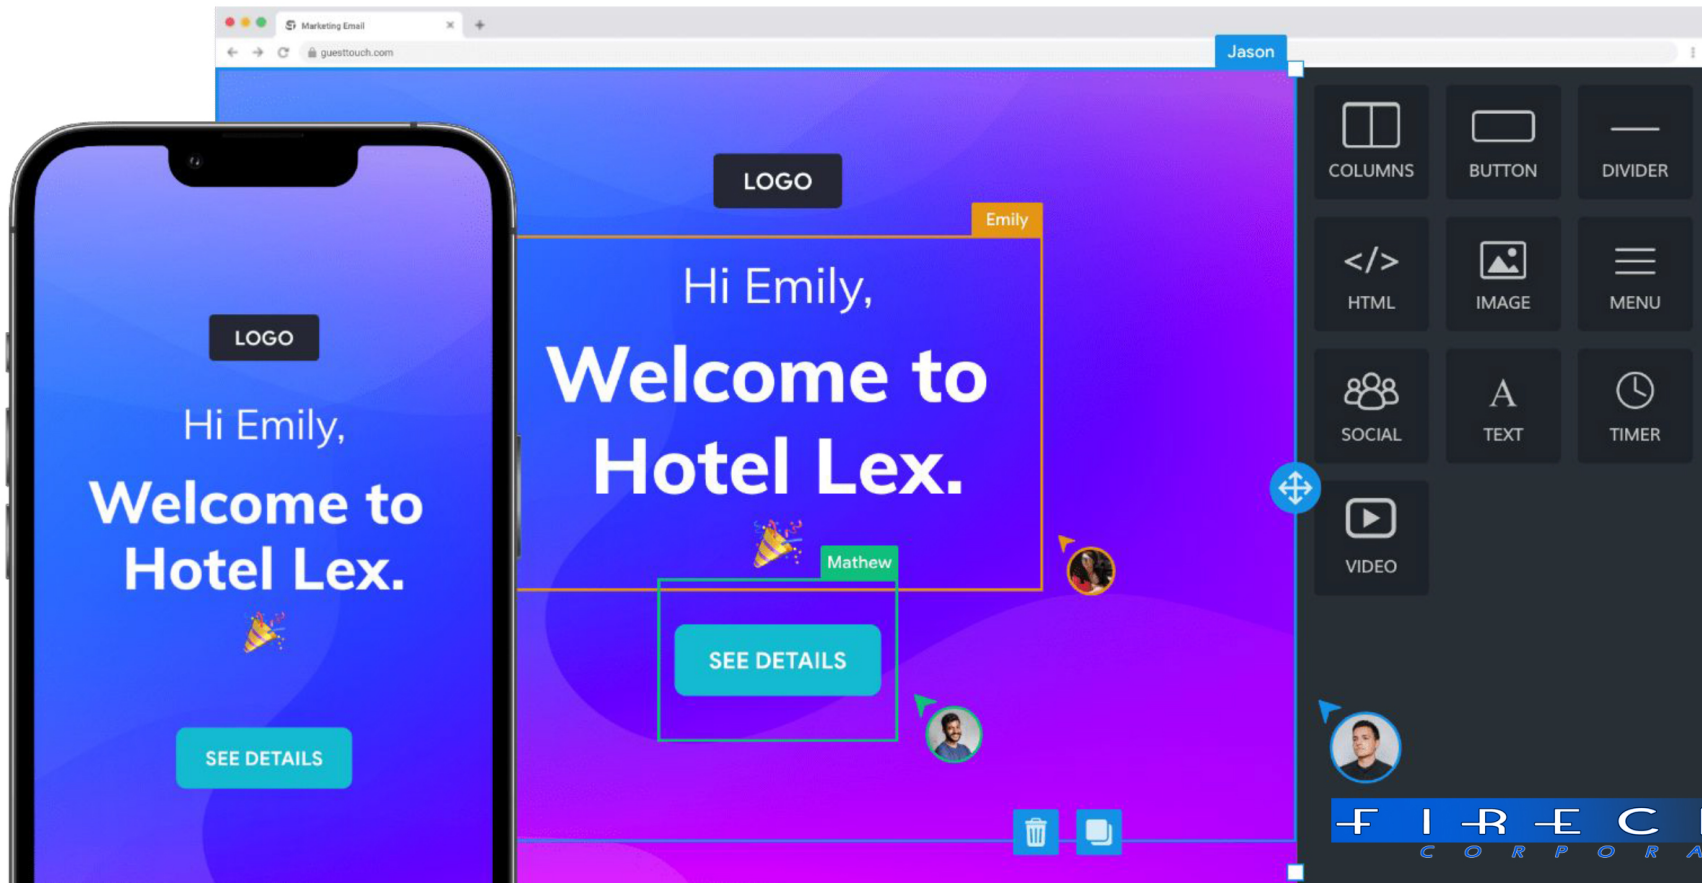 Marketing Email
guesttouch.com
Jason
COLUMNS
BUTTON
DIVIDER
LOGO
Emily
Hi Emily,
Welcome to
Hotel Lex.
Mathew
SEE DETAILS
</>
HTML
IMAGE
MENU
SOCIAL
A
TEXT
TIMER
VIDEO
LOGO
Hi Emily,
Welcome to
Hotel Lex.
SEE DETAILS